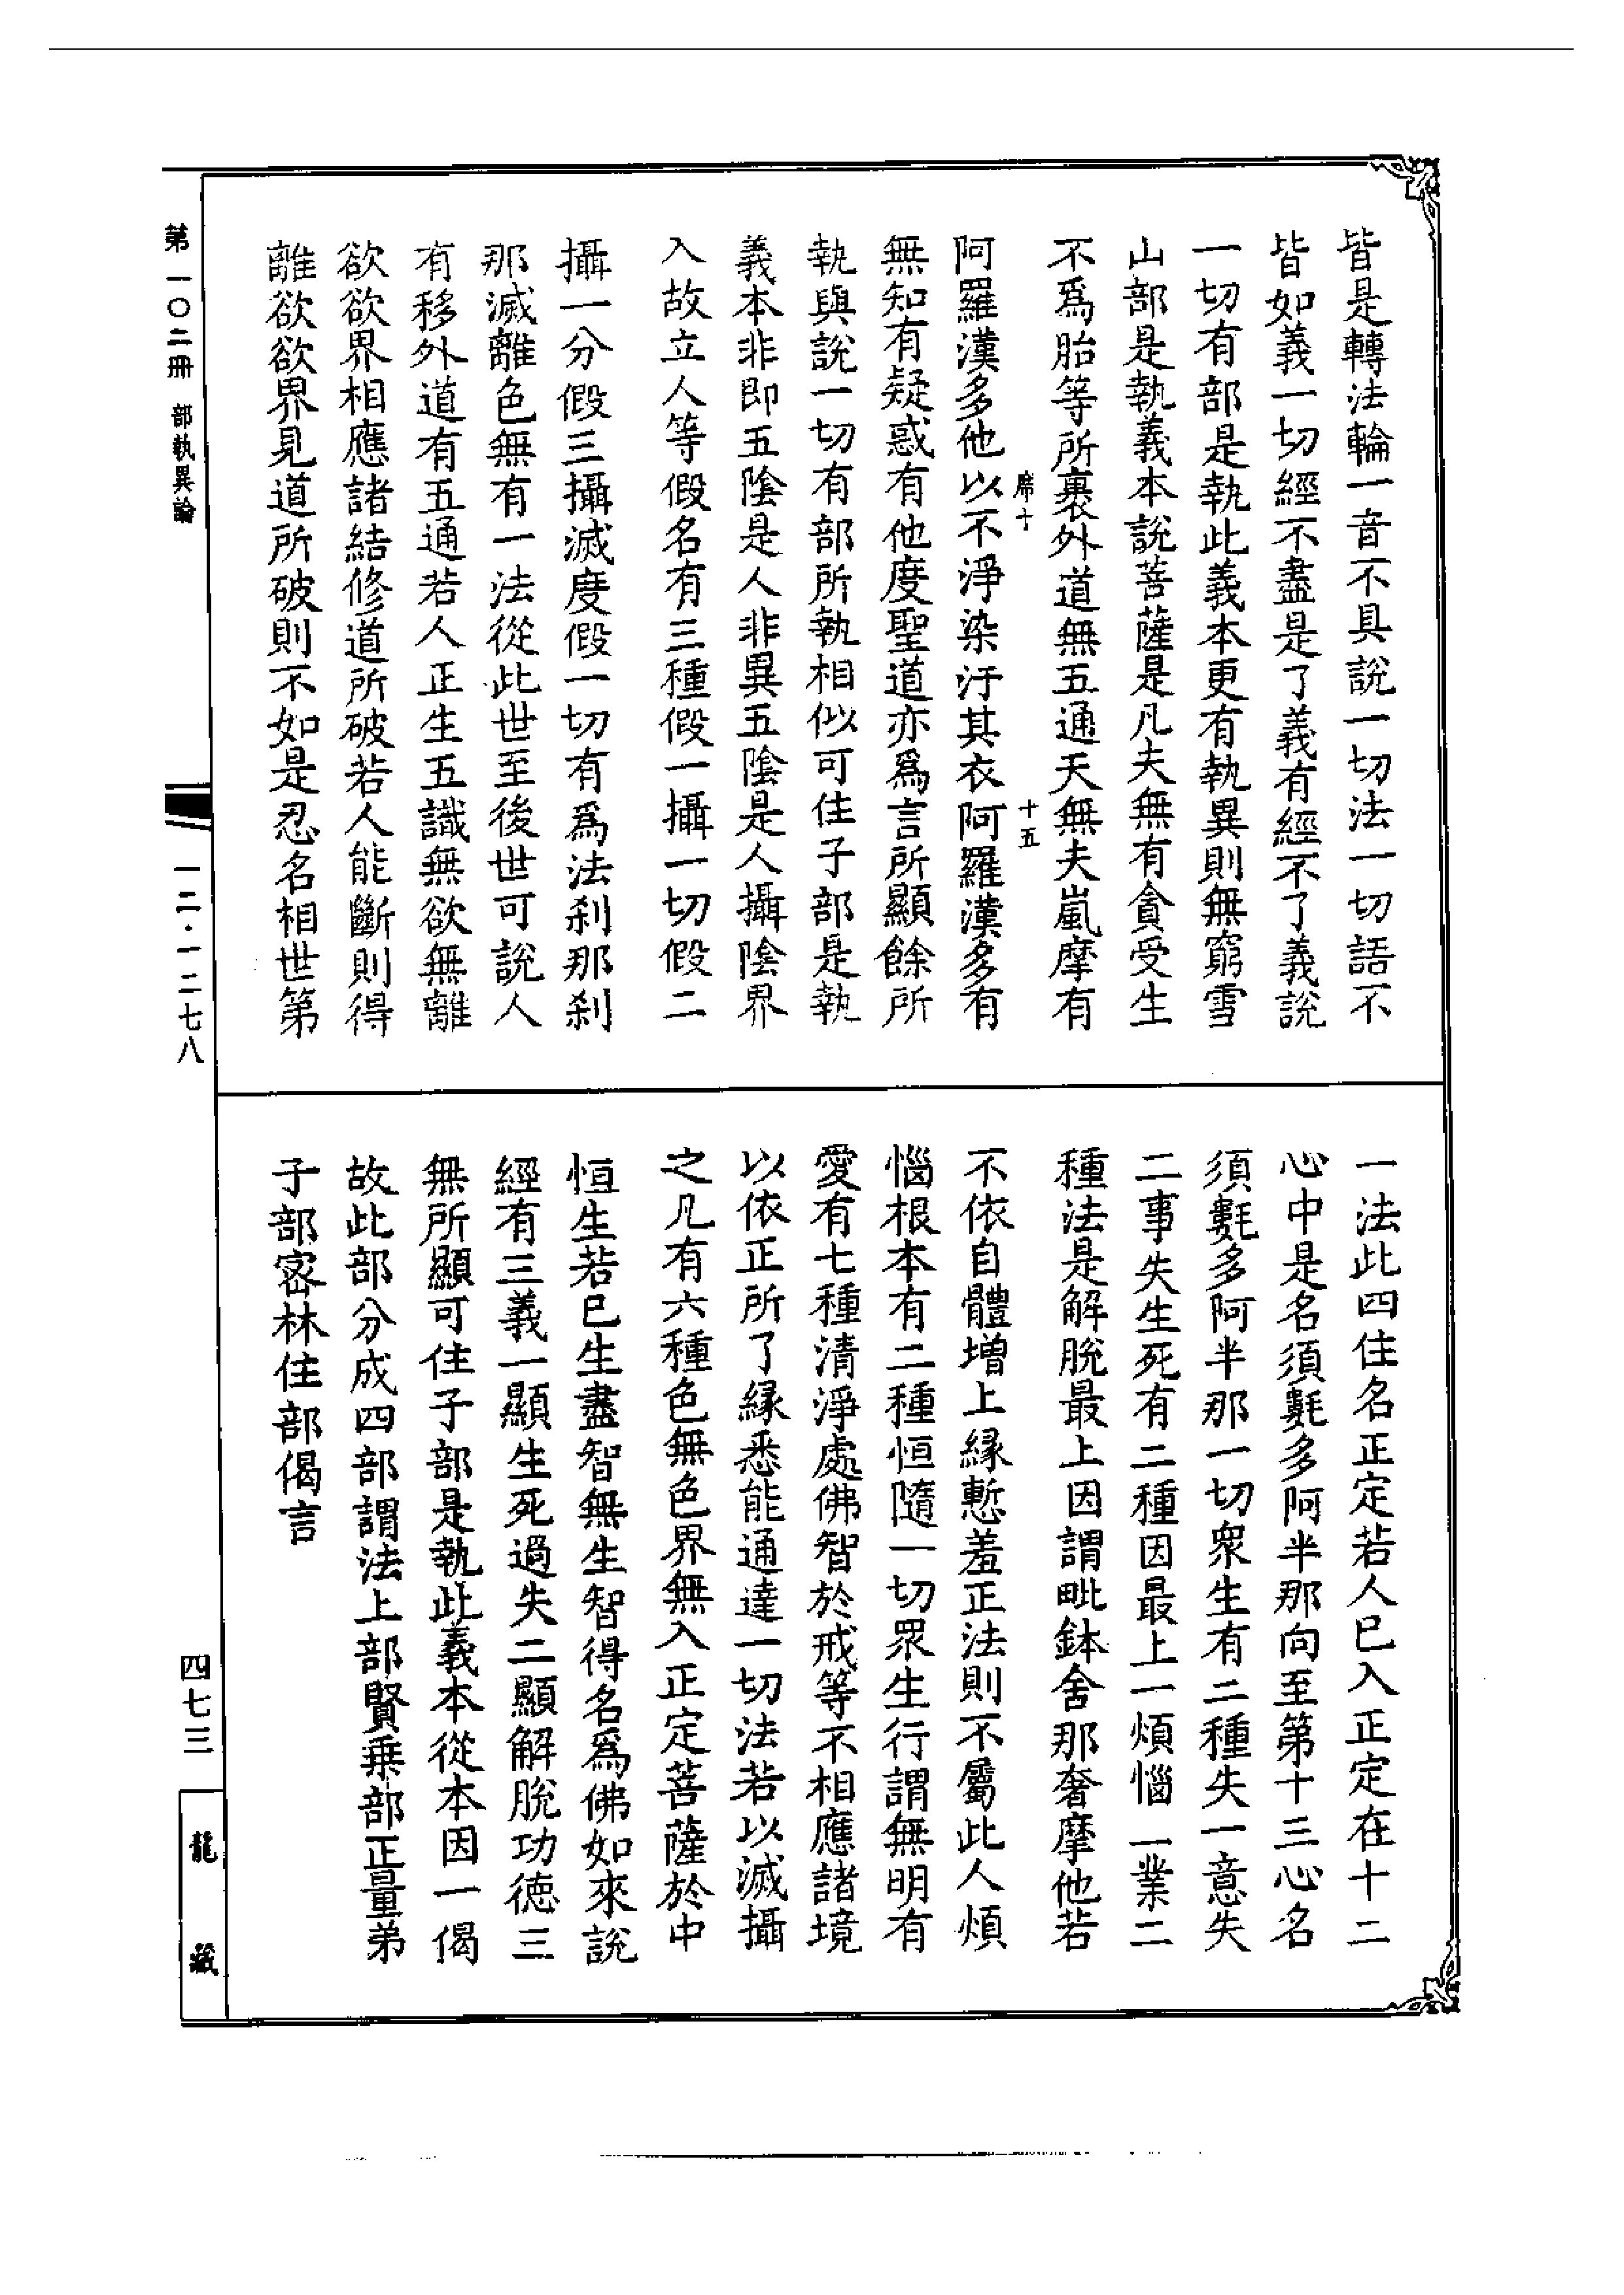 皆是轉法輪一音不具說一切法一切語不
皆如義一切經不盡是了義有經不了義說
一切有部是執此義本更有執異則無窮雪
山部是執義本說菩薩是凡夫無有貪受生
不爲胎等所裹外道無五通天無夫嵐摩有
席十
十五
阿羅漢多他以不淨染汙其衣阿羅漢多有
無知有疑惑有他度聖道亦爲言所顯餘所
執與說一切有部所執相似可住子部是執
義本非即五陰是人非異五陰是人攝陰界
入故立人等假名有三種假一攝一切假二
攝一分假三攝滅度假一切有爲法刹那刹
那滅離色無有一法從此世至後世可說人
有移外道有五通若人正生五識無欲無離
欲欲界相應諸結修道所破若人能斷則得
離欲欲界見道所破則不如是忍名相世第
一法此四住名正定若人已入正定在十二
心中是名須氀多阿半那向至第十三心名
須氀多阿半那一切衆生有二種失一意失
二事失生死有二種因最上一煩惱二業二
種法是解脫最上因謂毗鉢舍那奢摩他若
不依自體增上緣慙羞正法則不屬此人煩
惱根本有二種恒隨一切眾生行謂無明有
愛有七種清淨處佛智於戒等不相應諸境
以依正所了緣悉能通達一切法若以滅攝
之凡有六種色無色界無入正定菩薩於中
恒生若已生盡智無生智得名爲佛如來說
經有三義一顯生死過失二顯解脫功德三
無所顯可住子部是執此義本從本因一偈
故此部分成四部謂法上部賢乗部正量弟
子部密林住部偈言
第一〇二冊 部執異論
一二·一二七八
四七三
龍藏